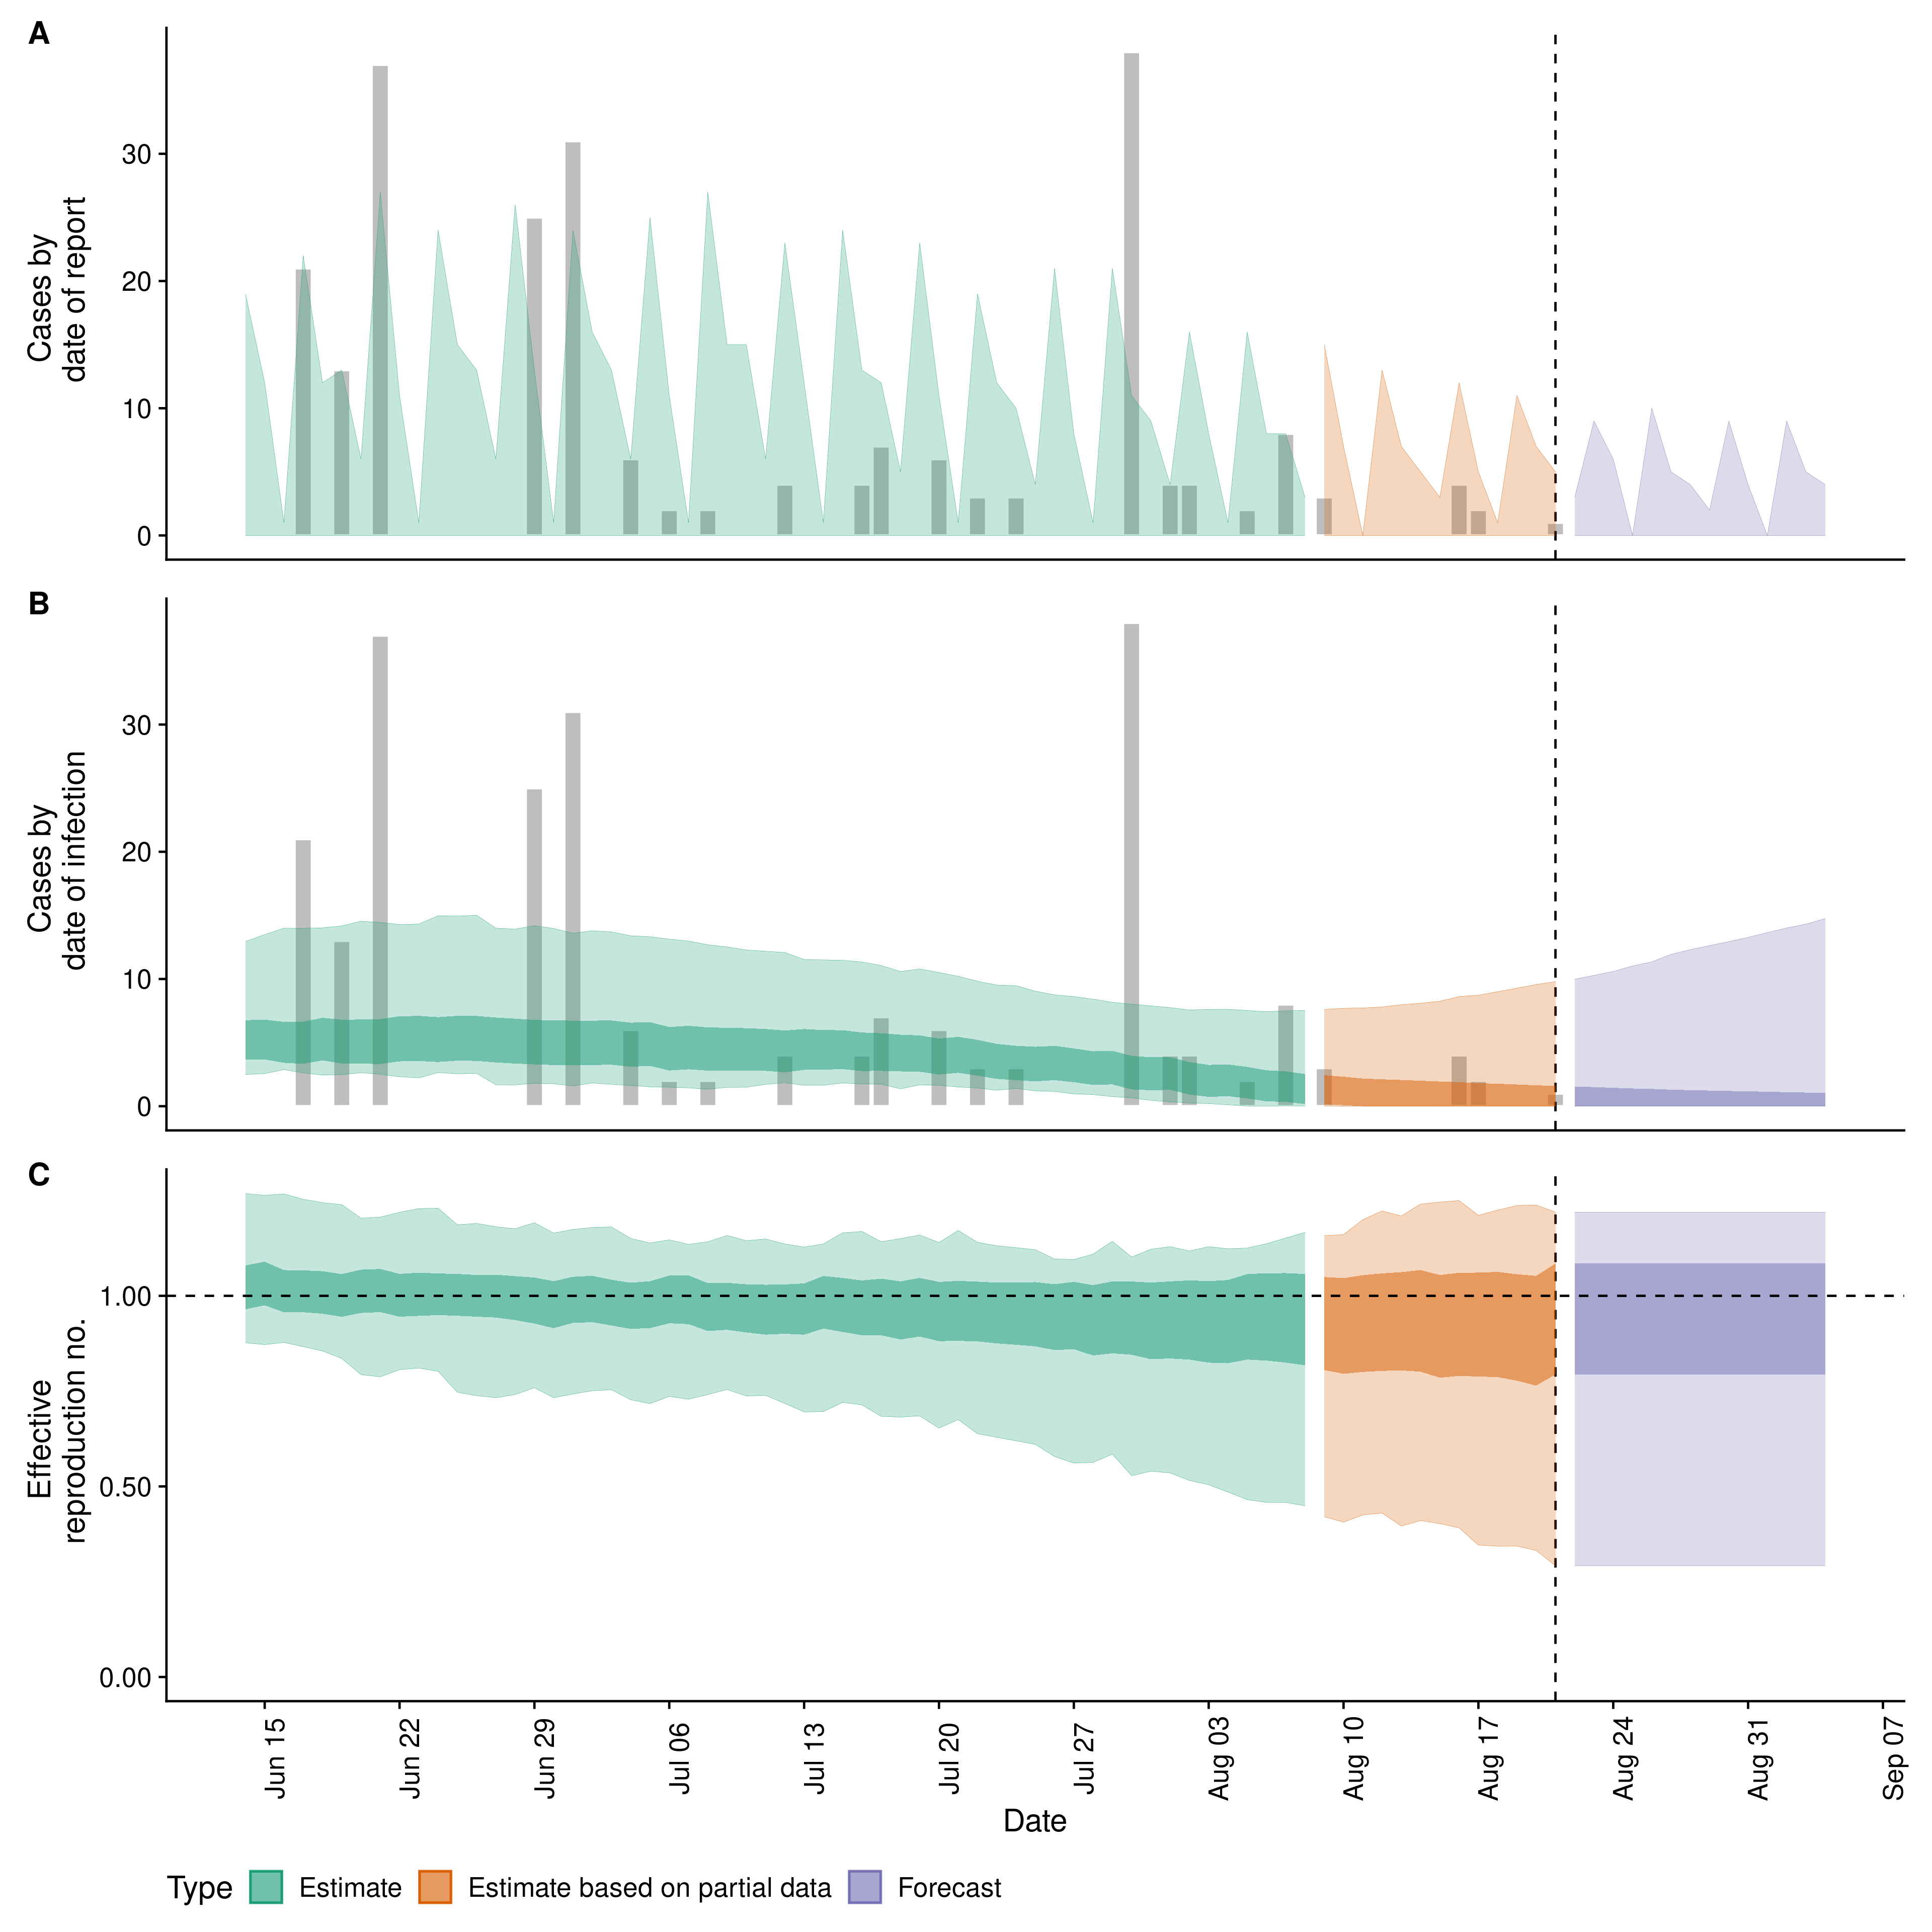 A
Cases by
date of report
30
20
10
0
B
Cases by
date of infection
30
20
10
0
C
Effective
reproduction no.
1.00
0.50
0.00
Jun 15
Jun 22
Jun 29
Jul 06
Jul 13
Jul 20
Jul 27
Aug 03
Aug 10
Aug 17
Aug 24
Aug 31
Sep 07
Date
Type Estimate Estimate based on partial data Forecast